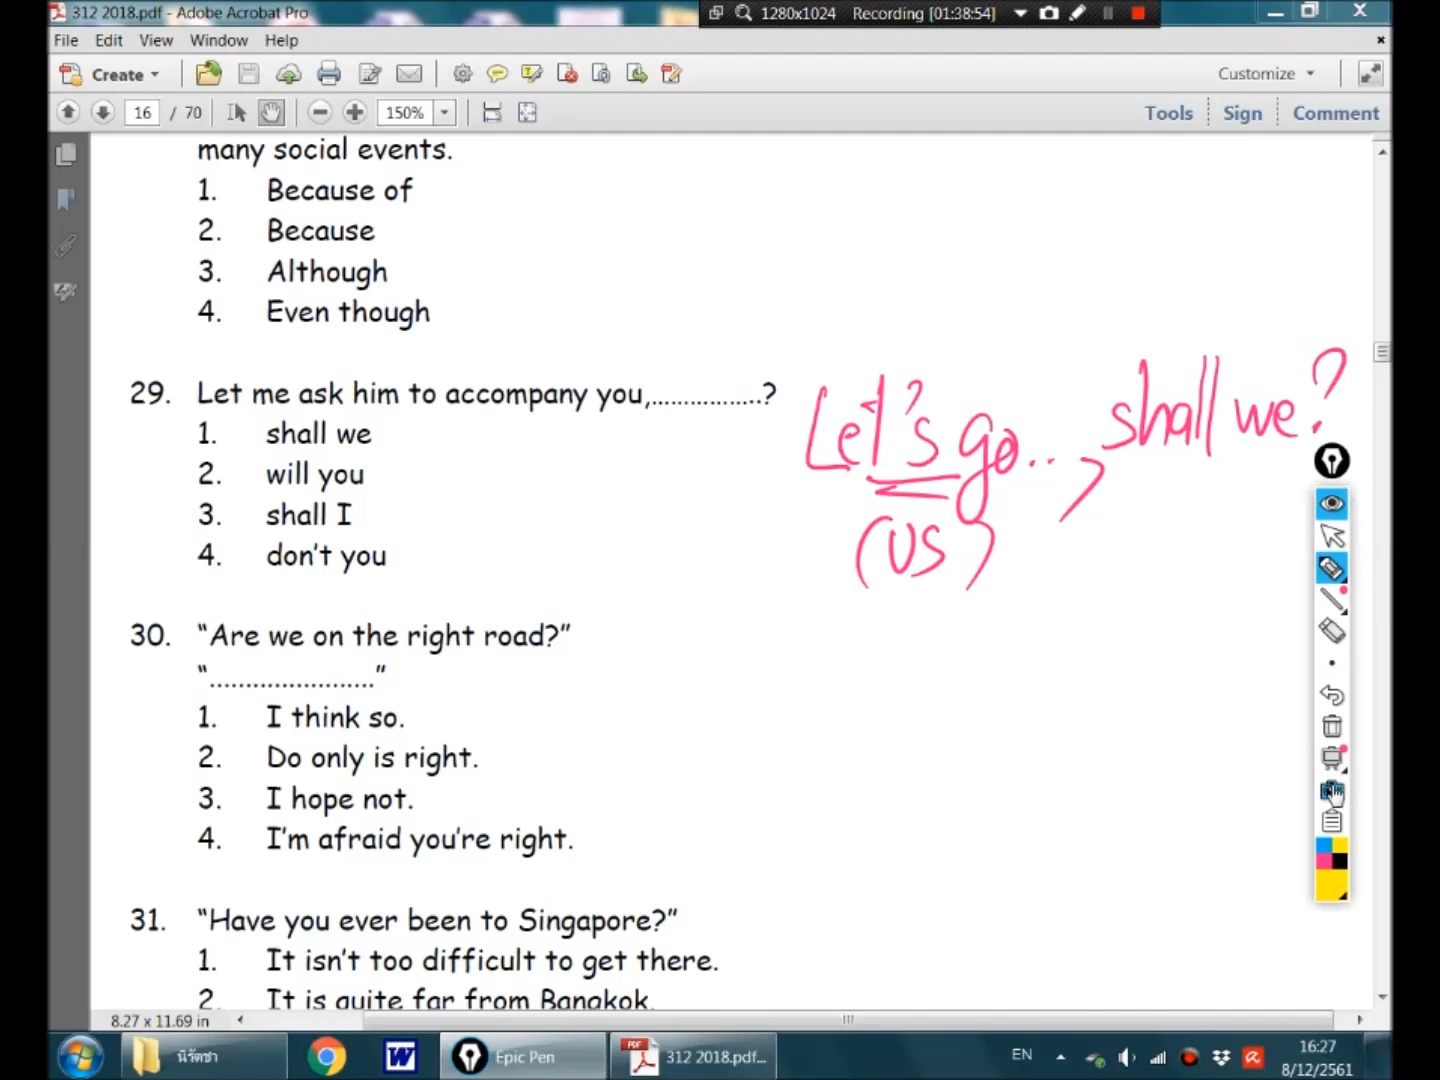 312 2018.pdf - Adobe Acrobat Pro
1280x1024 Recording [01:38:54]
File Edit View Window Help
Create Customize
16 / 70 150% Tools Sign Comment
many social events.
1. Because of
2. Because
3. Although
4. Even though
29. Let me ask him to accompany you,................?
1. shall we
2. will you
3. shall I
4. don't you
Let's go.., shall we?
(US)
30. “Are we on the right road?”
“.......................”
1. I think so.
2. Do only is right.
3. I hope not.
4. I'm afraid you're right.
31. “Have you ever been to Singapore?”
1. It isn't too difficult to get there.
2. It is quite far from Bangkok.
8.27 x 11.69 in
นิรัตชา Epic Pen 312 2018.pdf... EN 16:27
8/12/2561